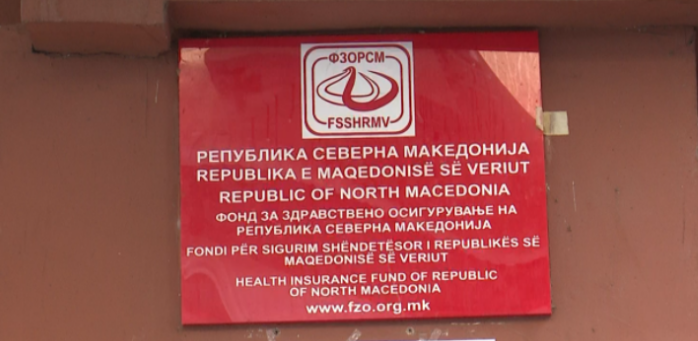 ФЗОРСМ
FSSHRMV
РЕПУБЛИКА СЕВЕРНА МАКЕДОНИЈА
REPUBLIKA E MAQEDONISË SË VERIUT
REPUBLIC OF NORTH MACEDONIA
ФОНД ЗА ЗДРАВСТВЕНО ОСИГУРУВАЊЕ НА
РЕПУБЛИКА СЕВЕРНА МАКЕДОНИЈА
FONDI PËR SIGURIM SHËNDETËSOR I REPUBLIKËS SË
MAQEDONISË SË VERIUT
HEALTH INSURANCE FUND OF REPUBLIC
OF NORTH MACEDONIA
www.fzo.org.mk